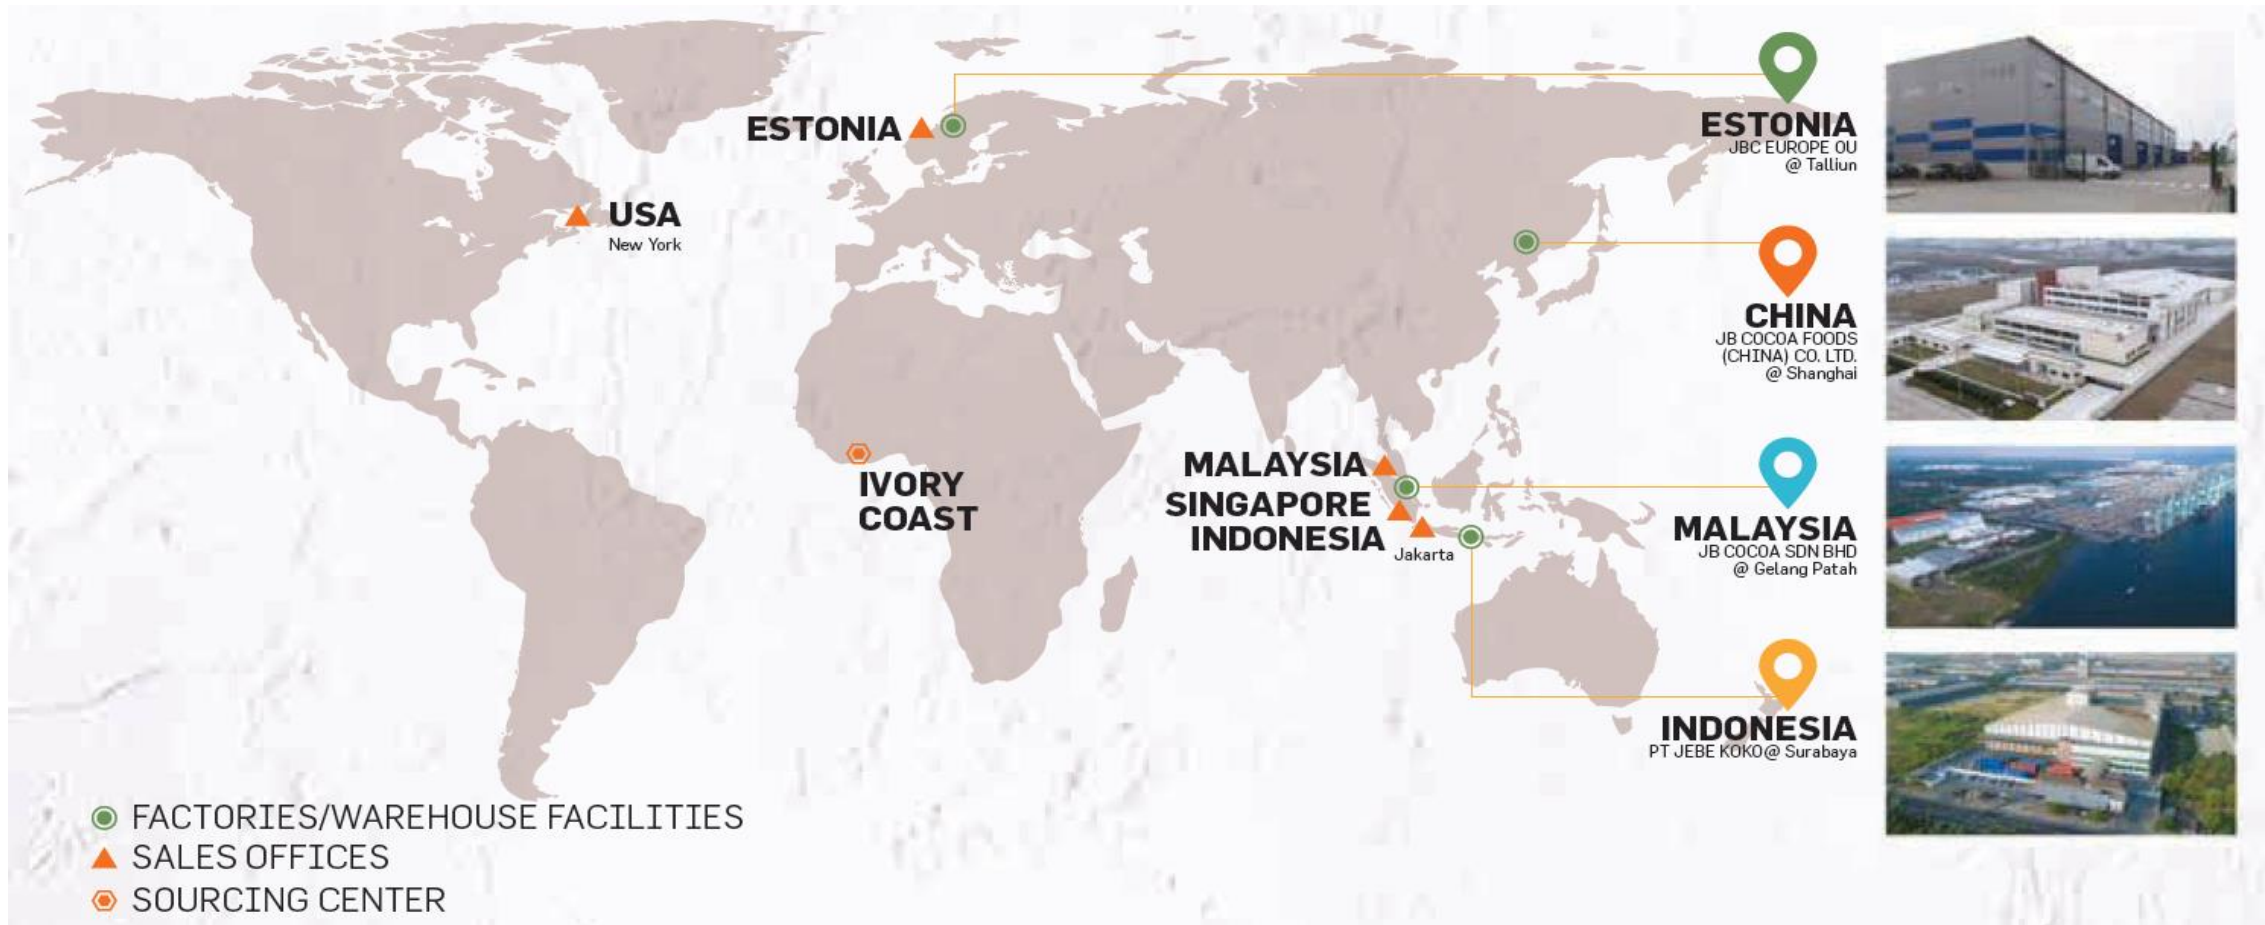 ESTONIA
USA
New York
IVORY
COAST
MALAYSIA
SINGAPORE
INDONESIA
Jakarta
ESTONIA
JBC EUROPE OU
@ Talliun
CHINA
JB COCOA FOODS
(CHINA) CO. LTD.
@ Shanghai
MALAYSIA
JB COCOA SDN BHD
@ Gelang Patah
INDONESIA
PT JEBE KOKO@ Surabaya
FACTORIES/WAREHOUSE FACILITIES
SALES OFFICES
SOURCING CENTER